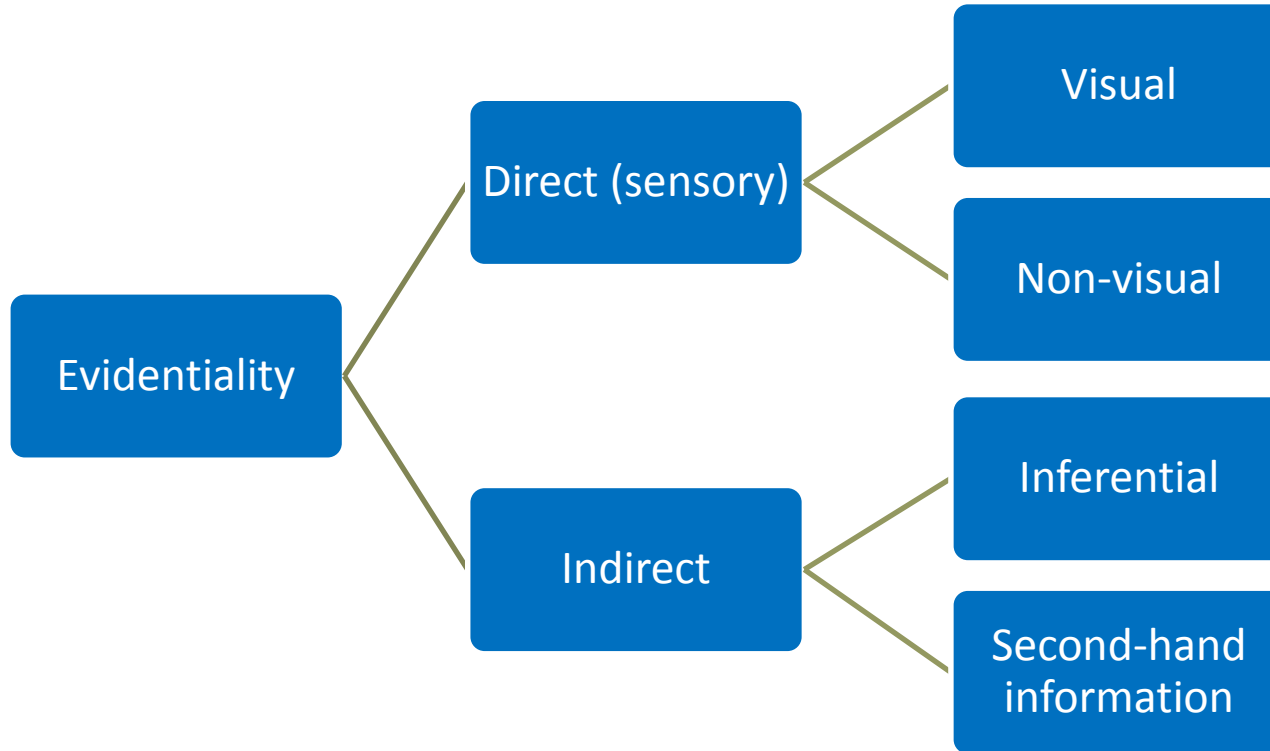 Evidentiality
Direct (sensory)
Visual
Non-visual
Indirect
Inferential
Second-hand
information